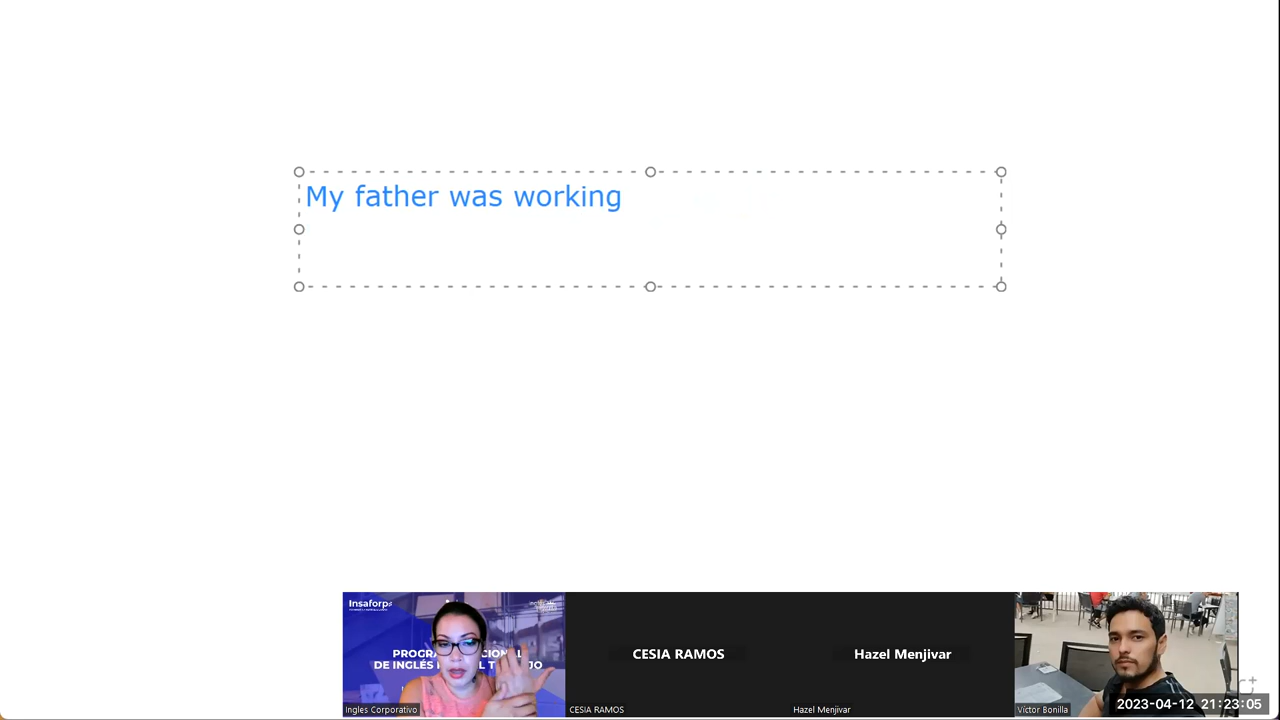 My father was working
Insaforp
CESIA RAMOS
Hazel Menjivar
Ingles Corporativo
CESIA RAMOS
Hazel Menjivar
Víctor Bonilla
2023-04-12 21:23:05